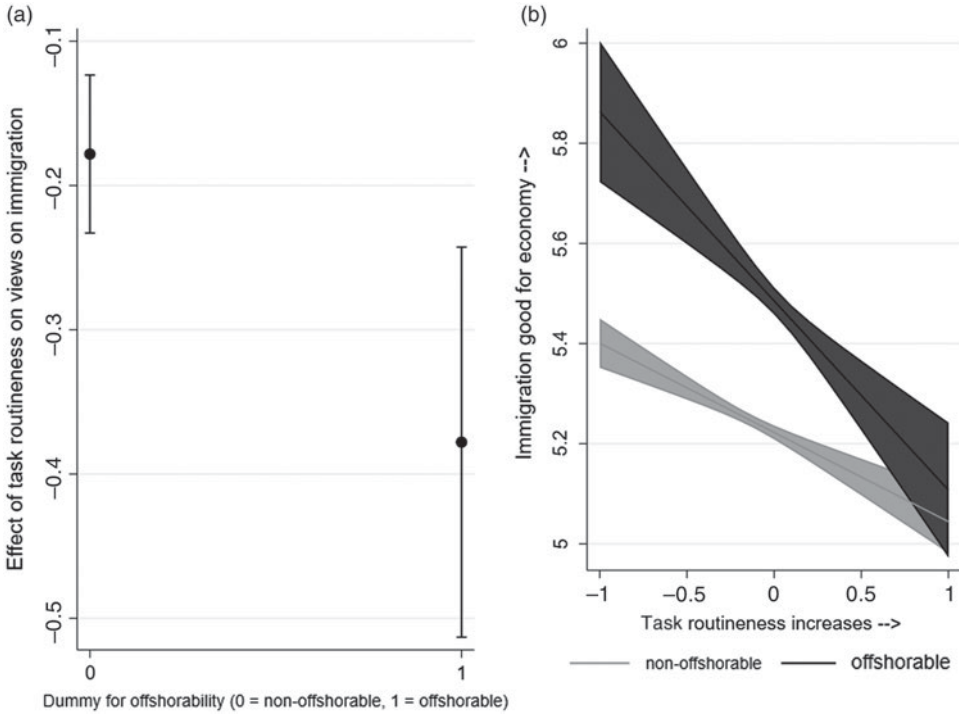 (a)
Effect of task routineness on views on immigration
−0.1
−0.2
−0.3
−0.4
−0.5
0
1
Dummy for offshorability (0 = non-offshorable, 1 = offshorable)
(b)
Immigration good for economy -->
6
5.8
5.6
5.4
5.2
5
−1
−0.5
0
0.5
1
Task routineness increases -->
non-offshorable
offshorable